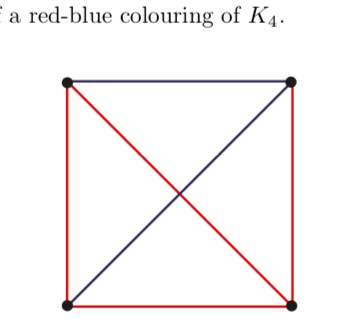 a red-blue colouring of K₄.